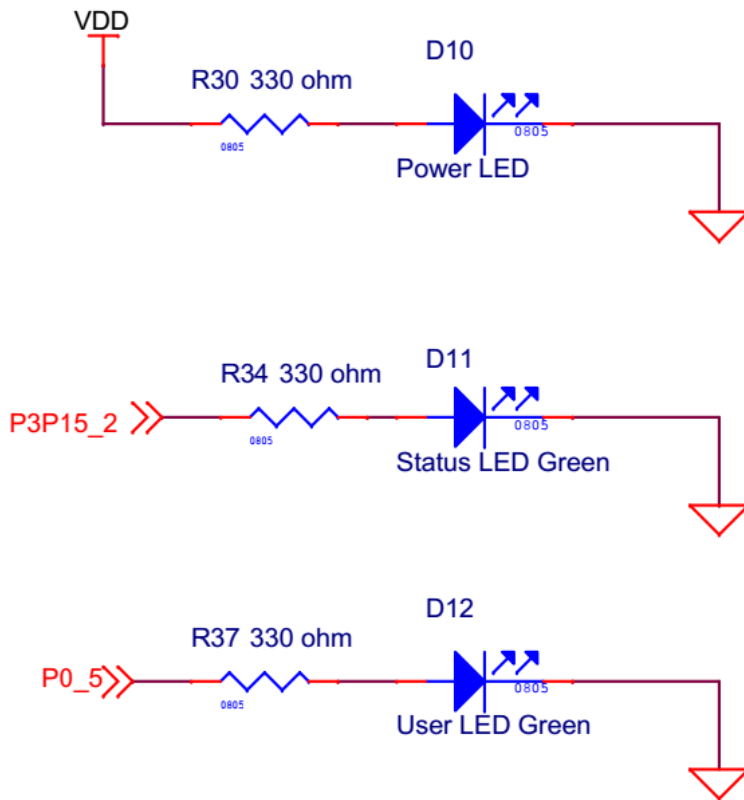 VDD
D10
R30 330 ohm
0805
0805
Power LED
D11
R34 330 ohm
P3P15_2
0805
0805
Status LED Green
D12
R37 330 ohm
P0_5
0805
0805
User LED Green